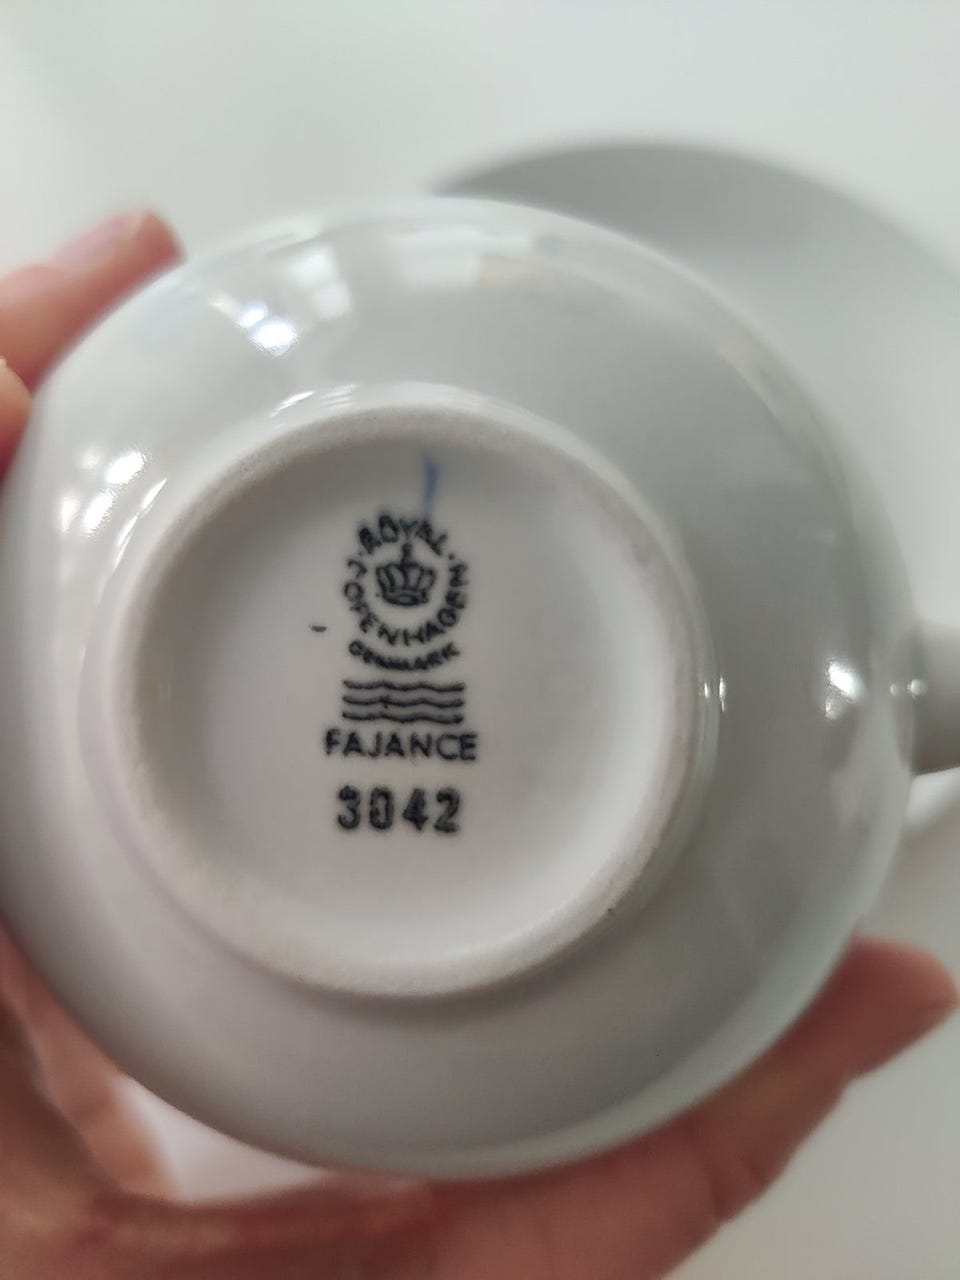 ROYAL
COPENHAGEN
DENMARK
FAJANCE
3042